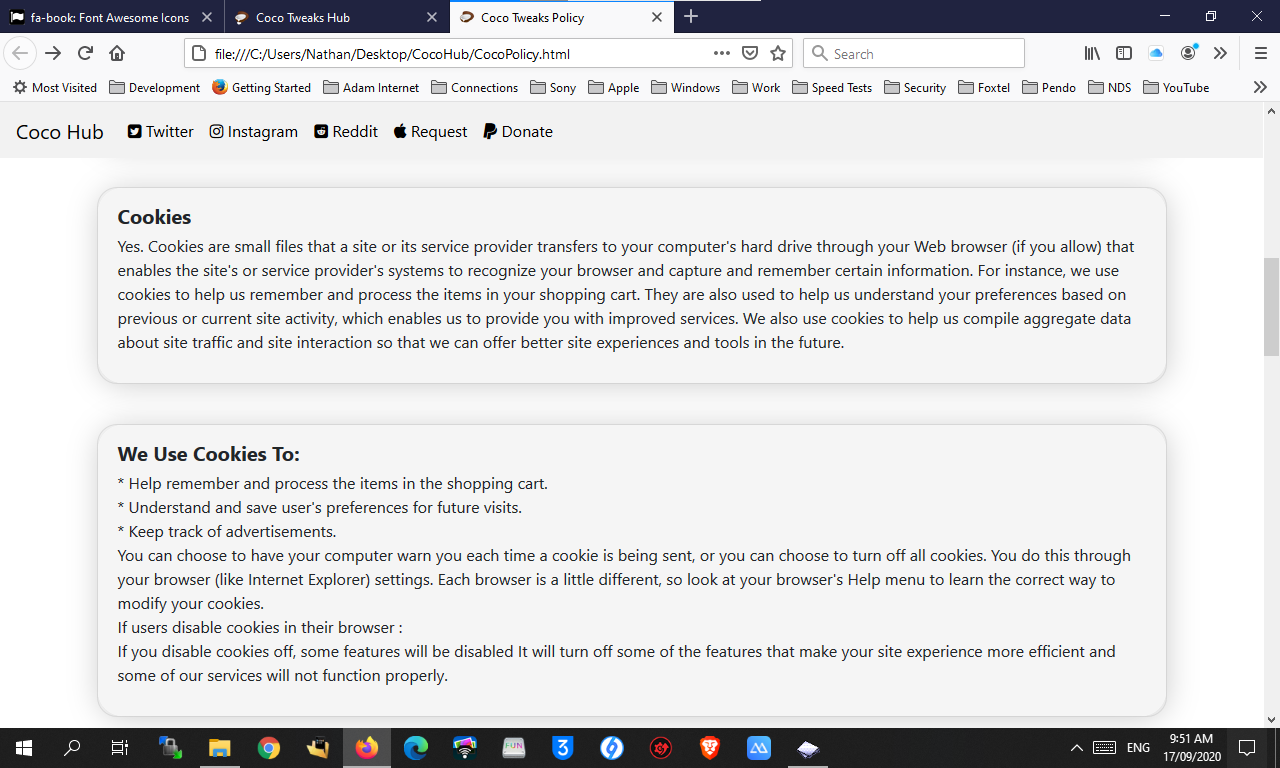 fa-book: Font Awesome Icons
Coco Tweaks Hub
Coco Tweaks Policy
file:///C:/Users/Nathan/Desktop/CocoHub/CocoPolicy.html
Search
Most Visited Development Getting Started Adam Internet Connections Sony Apple Windows Work Speed Tests Security Foxtel Pendo NDS YouTube
Coco Hub Twitter Instagram Reddit Request Donate
Cookies
Yes. Cookies are small files that a site or its service provider transfers to your computer's hard drive through your Web browser (if you allow) that
enables the site's or service provider's systems to recognize your browser and capture and remember certain information. For instance, we use
cookies to help us remember and process the items in your shopping cart. They are also used to help us understand your preferences based on
previous or current site activity, which enables us to provide you with improved services. We also use cookies to help us compile aggregate data
about site traffic and site interaction so that we can offer better site experiences and tools in the future.
We Use Cookies To:
* Help remember and process the items in the shopping cart.
* Understand and save user's preferences for future visits.
* Keep track of advertisements.
You can choose to have your computer warn you each time a cookie is being sent, or you can choose to turn off all cookies. You do this through
your browser (like Internet Explorer) settings. Each browser is a little different, so look at your browser's Help menu to learn the correct way to
modify your cookies.
If users disable cookies in their browser :
If you disable cookies off, some features will be disabled It will turn off some of the features that make your site experience more efficient and
some of our services will not function properly.
FUN
3
ENG
9:51 AM
17/09/2020